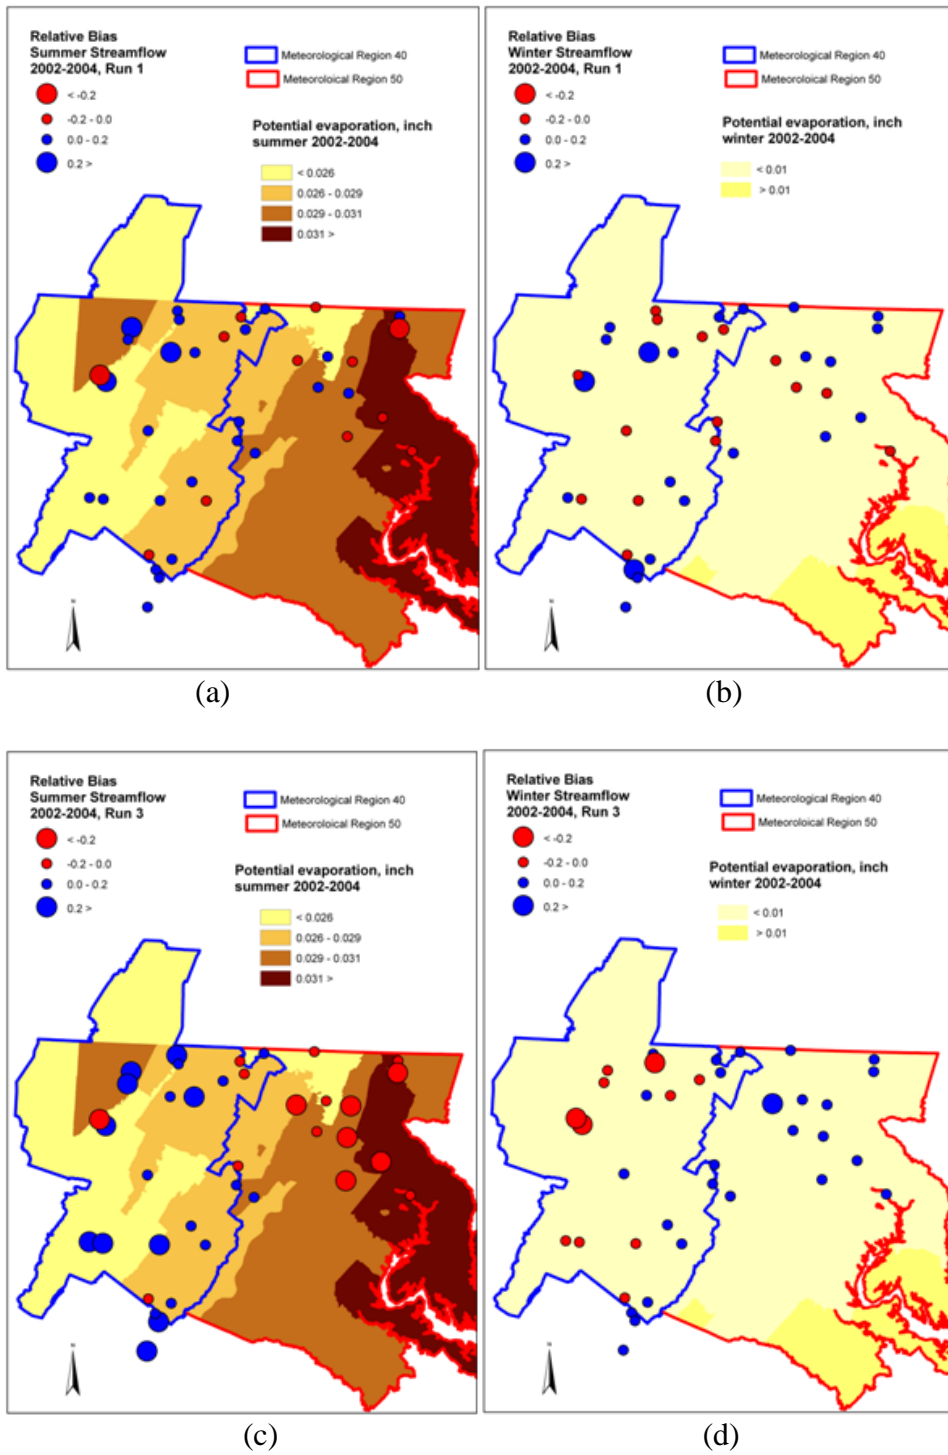 Relative Bias
Summer Streamflow
2002-2004, Run 1
< -0.2
-0.2 - 0.0
0.0 - 0.2
0.2 >
Meteorological Region 40
Meteoroloical Region 50
Potential evaporation, inch
summer 2002-2004
< 0.026
0.026 - 0.029
0.029 - 0.031
0.031 >
N
(a)
Relative Bias
Winter Streamflow
2002-2004, Run 1
< -0.2
-0.2 - 0.0
0.0 - 0.2
0.2 >
Meteorological Region 40
Meteoroloical Region 50
Potential evaporation, inch
winter 2002-2004
< 0.01
> 0.01
N
(b)
Relative Bias
Summer Streamflow
2002-2004, Run 3
< -0.2
-0.2 - 0.0
0.0 - 0.2
0.2 >
Meteorological Region 40
Meteoroloical Region 50
Potential evaporation, inch
summer 2002-2004
< 0.026
0.026 - 0.029
0.029 - 0.031
0.031 >
N
(c)
Relative Bias
Winter Streamflow
2002-2004, Run 3
< -0.2
-0.2 - 0.0
0.0 - 0.2
0.2 >
Meteorological Region 40
Meteoroloical Region 50
Potential evaporation, inch
winter 2002-2004
< 0.01
> 0.01
N
(d)